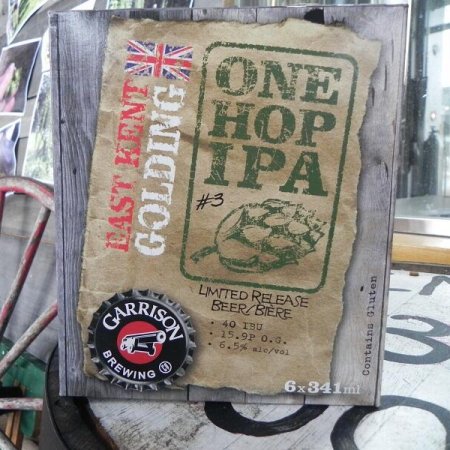 EAST KENT
GOLDING
ONE
HOP
IPA
#3
LIMITED RELEASE
BEER/BIÈRE
• 40 IBU
• 15.9P O.G.
• 6.5% alc/vol
GARRISON
BREWING
Contains Gluten
6x341ml
3